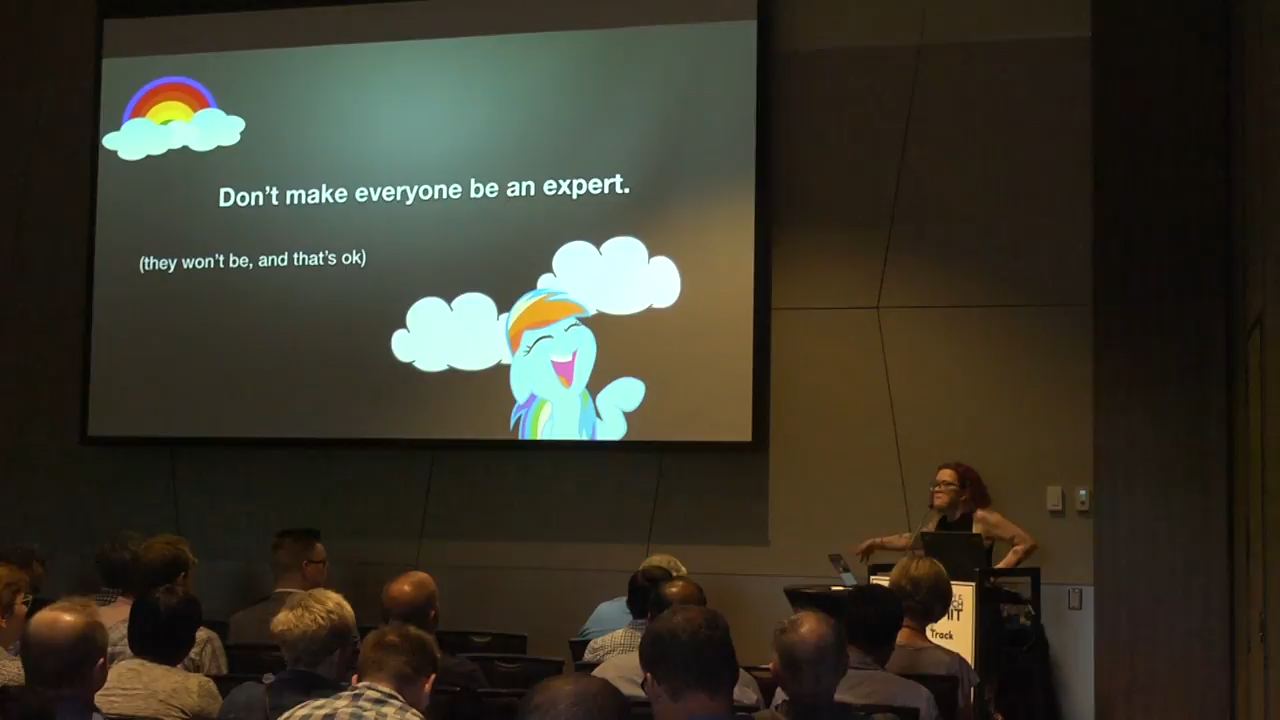 Don't make everyone be an expert.
(they won't be, and that's ok)
Track